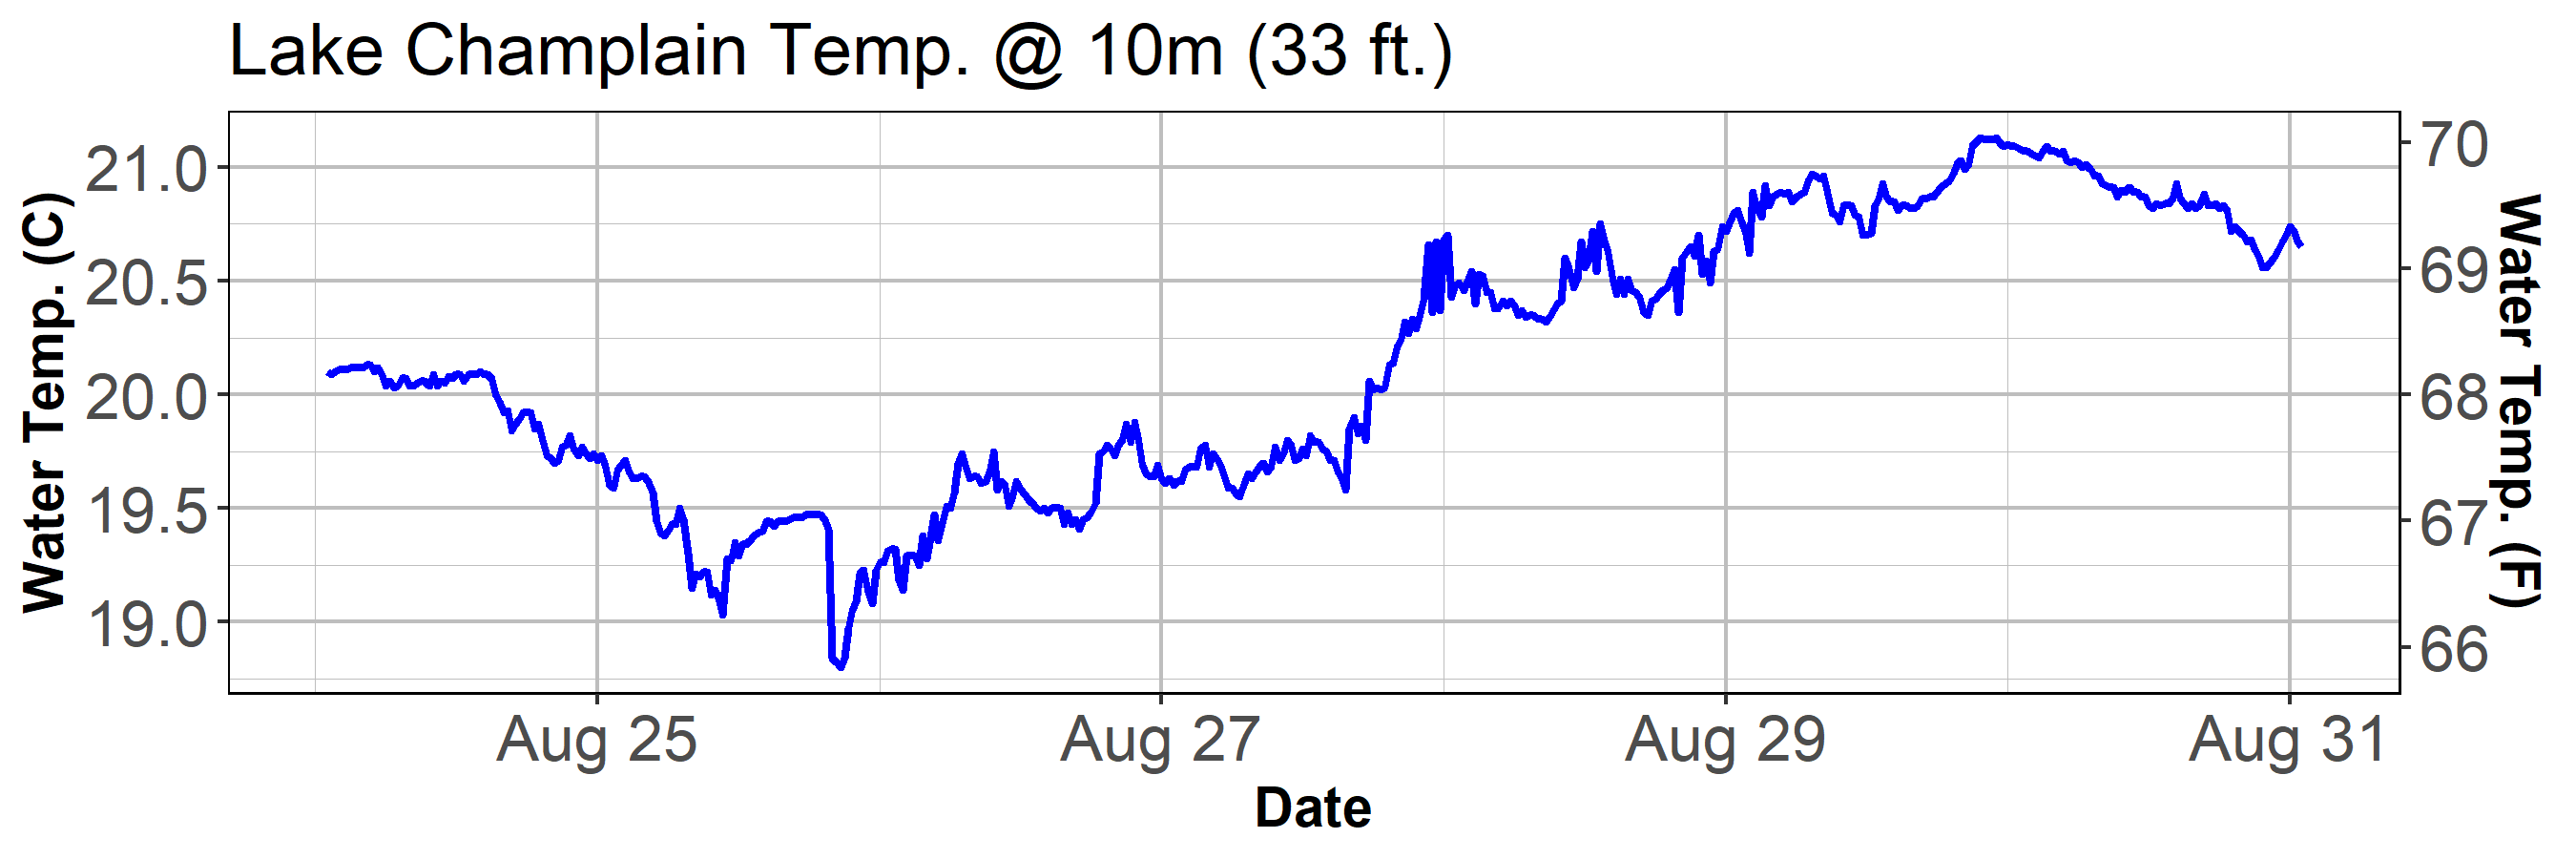 Lake Champlain Temp. @ 10m (33 ft.)
Water Temp. (C)
21.0
20.5
20.0
19.5
19.0
70
69
68
67
66
Water Temp. (F)
Aug 25 Aug 27 Aug 29 Aug 31
Date